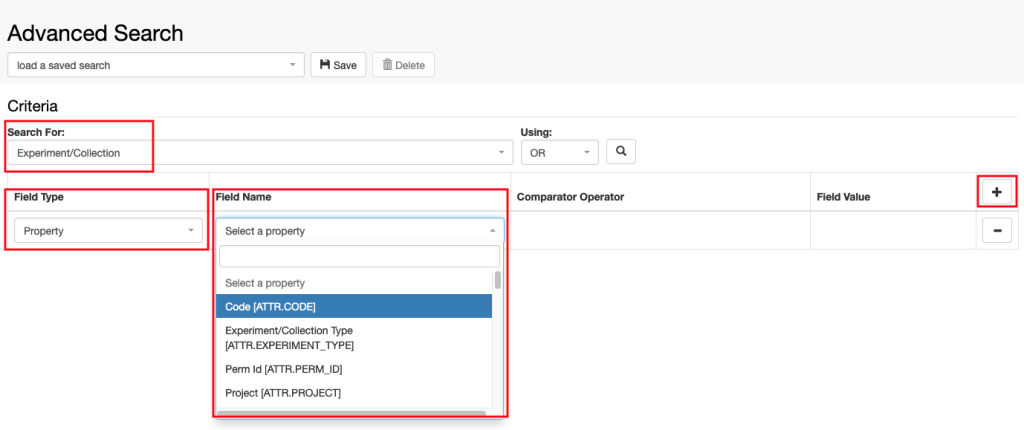 Advanced Search
load a saved search
Save
Delete
Criteria
Search For:
Using:
Experiment/Collection
OR
Field Type
Field Name
Comparator Operator
Field Value
+
Property
Select a property
-
Select a property
Code [ATTR.CODE]
Experiment/Collection Type
[ATTR.EXPERIMENT_TYPE]
Perm Id [ATTR.PERM_ID]
Project [ATTR.PROJECT]